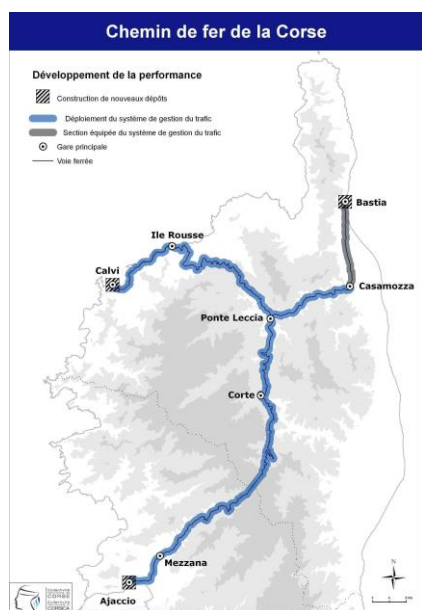 Chemin de fer de la Corse
Développement de la performance
Construction de nouveaux dépôts
Déploiement du système de gestion du trafic
Section équipée du système de gestion du trafic
Gare principale
Voie ferrée
Bastia
Ile Rousse
Calvi
Casamozza
Ponte Leccia
Corte
Mezzana
N
Ajaccio